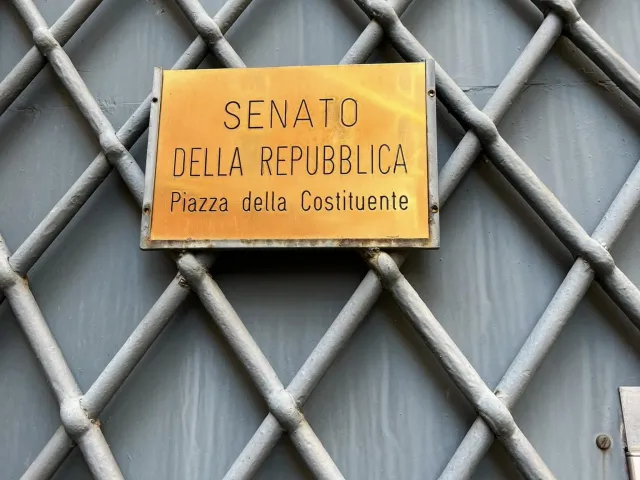 SENATO
DELLA REPUBBLICA
Piazza della Costituente